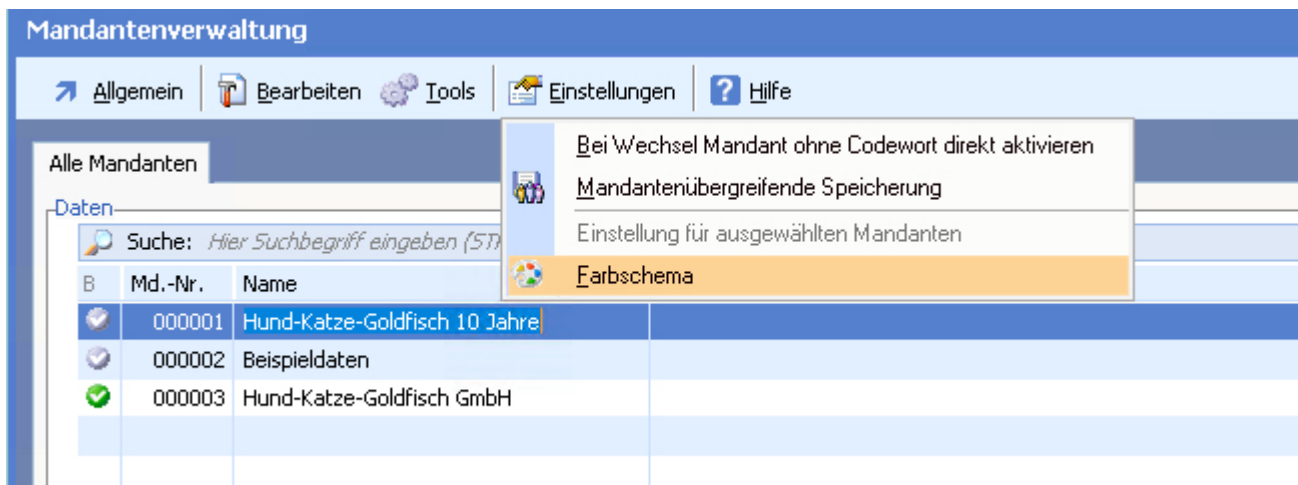 Mandantenverwaltung
Allgemein Bearbeiten Tools Einstellungen Hilfe
Bei Wechsel Mandant ohne Codewort direkt aktivieren
Alle Mandanten
Mandantenübergreifende Speicherung
Daten
Einstellung für ausgewählten Mandanten
Suche: Hier Suchbegriff eingeben
Farbschema
B Md.-Nr. Name
000001 Hund-Katze-Goldfisch 10 Jahre
000002 Beispieldaten
000003 Hund-Katze-Goldfisch GmbH